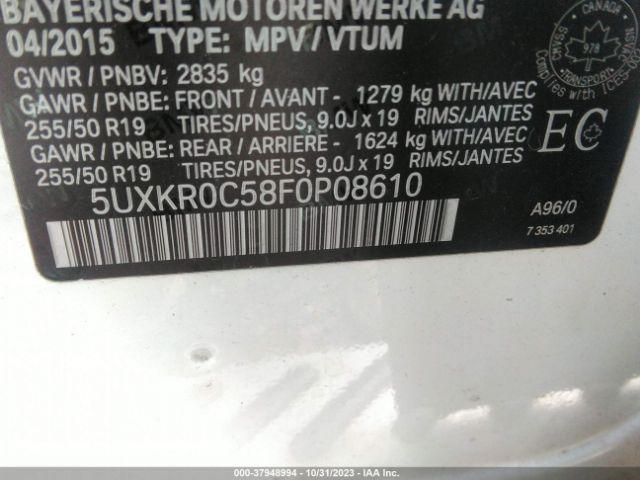 BAYERISCHE MOTOREN WERKE AG
04/2015 TYPE: MPV / VTUM
GVWR / PNBV: 2835 kg
GAWR / PNBE: FRONT / AVANT - 1279 kg WITH/AVEC
255/50 R19 TIRES/PNEUS, 9.0J x 19 RIMS/JANTES
GAWR / PNBE: REAR / ARRIERE - 1624 kg WITH/AVEC
255/50 R19 TIRES/PNEUS, 9.0J x 19 RIMS/JANTES
CANADA
978
TRANSPORT
EC
5UXKR0C58F0P08610
A96/0
7 353 401
000-37948994 10/31/2023 IAA Inc.